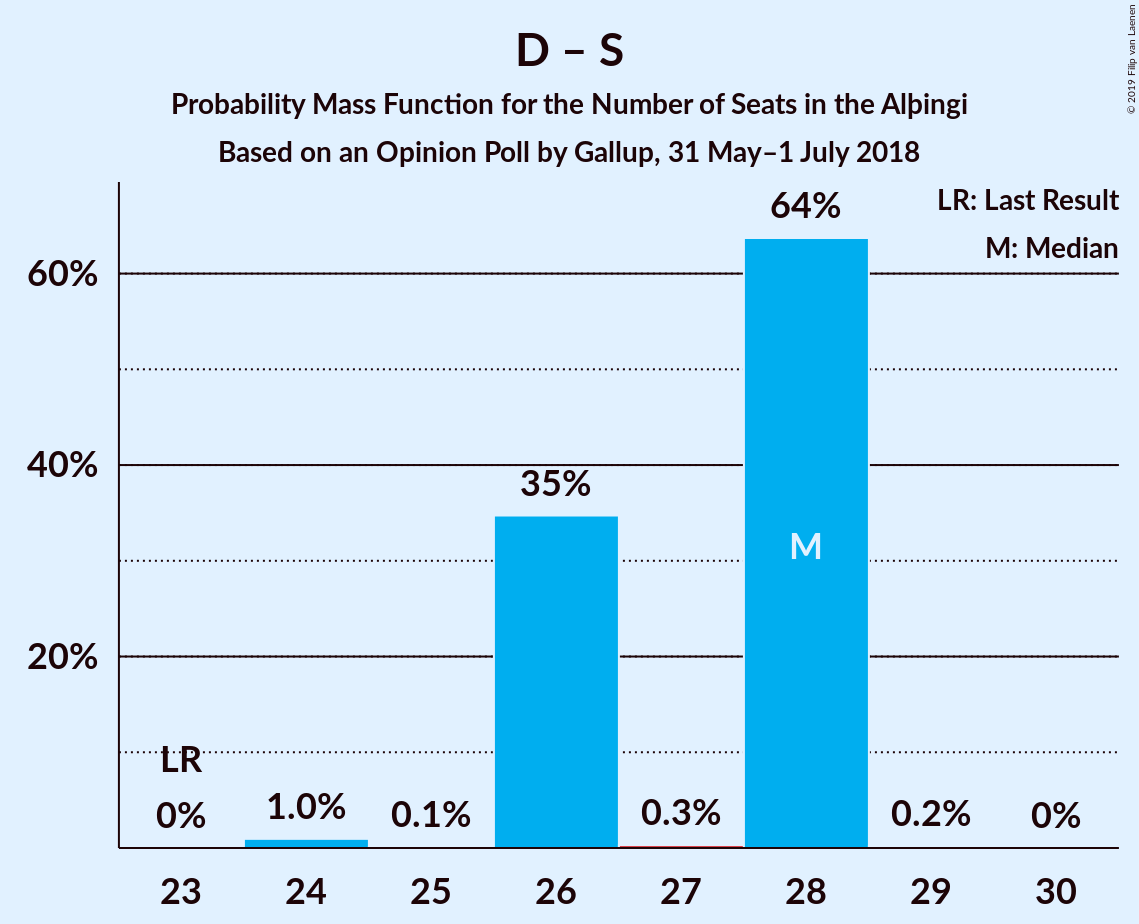 D – S
Probability Mass Function for the Number of Seats in the Alþingi
Based on an Opinion Poll by Gallup, 31 May–1 July 2018
© 2019 Filip van Laenen
LR: Last Result
M: Median
60%
40%
20%
64%
35%
M
LR
0%
1.0%
0.1%
0.3%
0.2%
0%
23 24 25 26 27 28 29 30